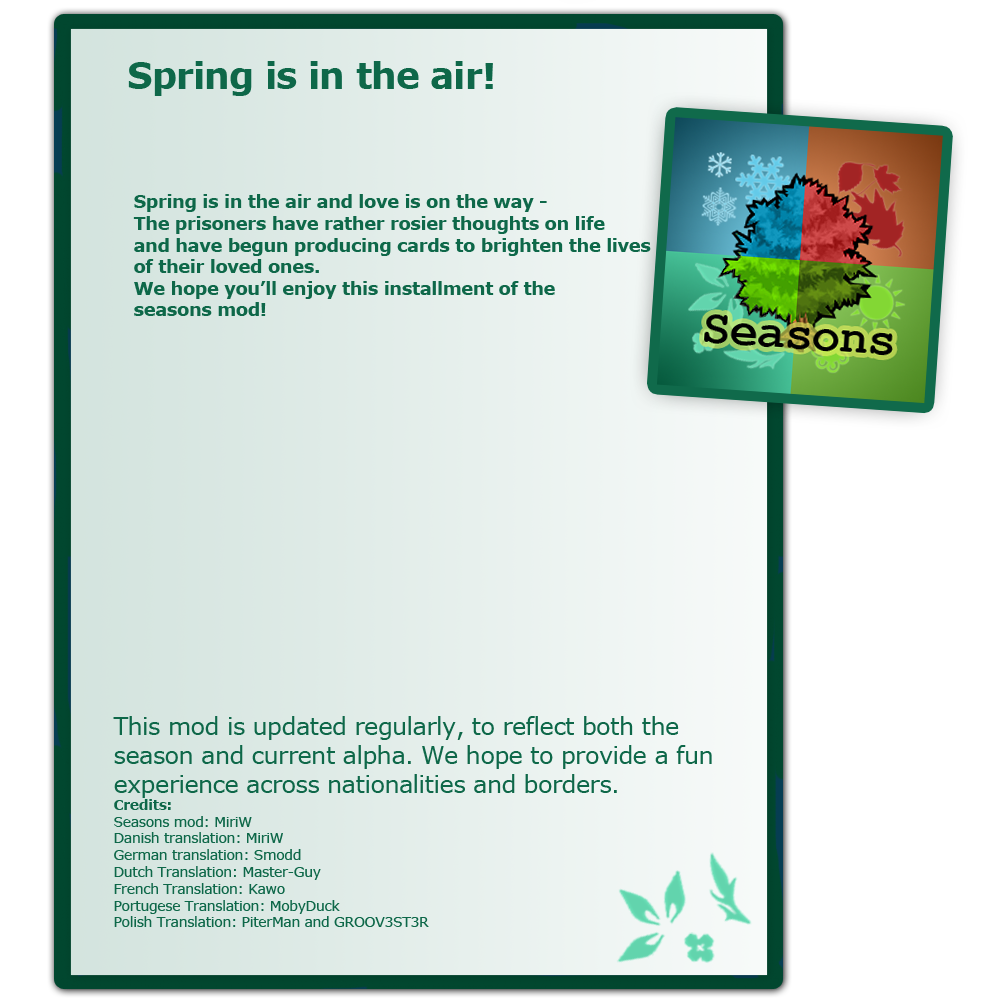 Spring is in the air!
Spring is in the air and love is on the way -
The prisoners have rather rosier thoughts on life
and have begun producing cards to brighten the lives
of their loved ones.
We hope you’ll enjoy this installment of the
seasons mod!
Seasons
This mod is updated regularly, to reflect both the
season and current alpha. We hope to provide a fun
experience across nationalities and borders.
Credits:
Seasons mod: MiriW
Danish translation: MiriW
German translation: Smodd
Dutch Translation: Master-Guy
French Translation: Kawo
Portugese Translation: MobyDuck
Polish Translation: PiterMan and GROOV3ST3R